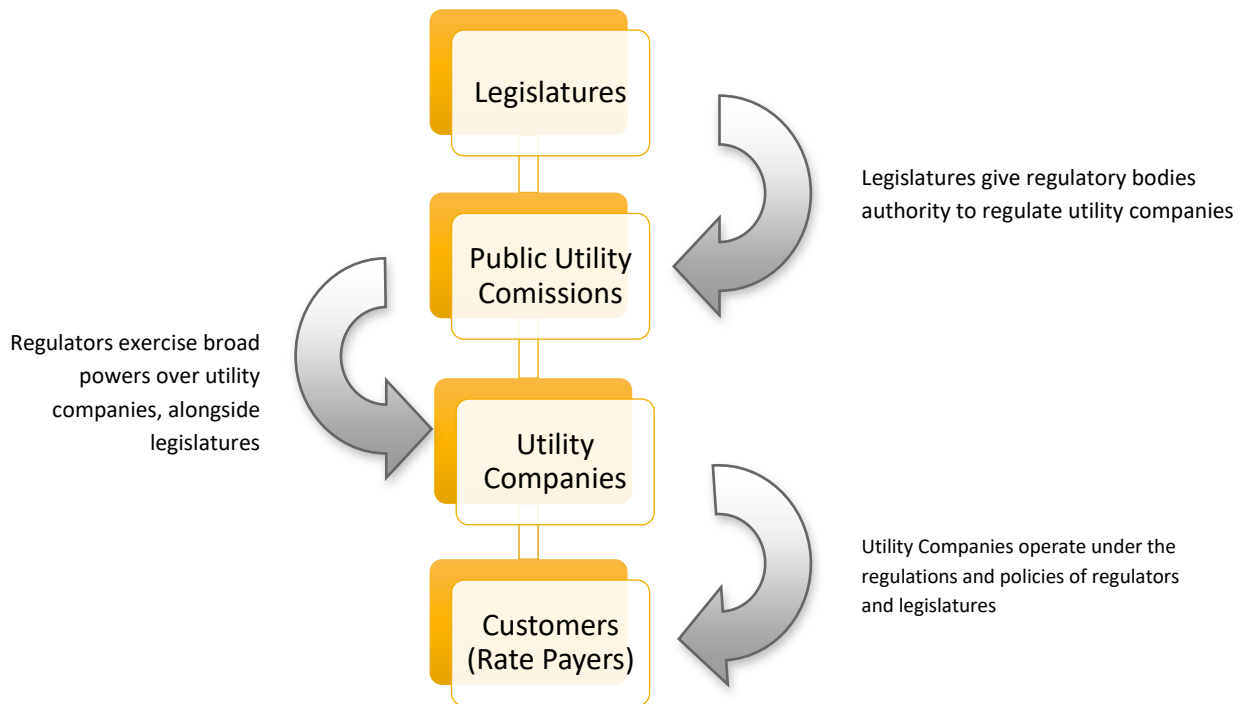 Legislatures
Legislatures give regulatory bodies
authority to regulate utility companies
Public Utility
Comissions
Regulators exercise broad
powers over utility
companies, alongside
legislatures
Utility
Companies
Utility Companies operate under the
regulations and policies of regulators
and legislatures
Customers
(Rate Payers)